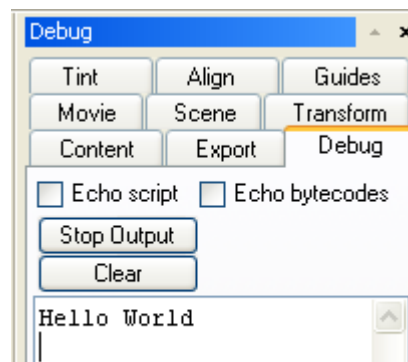 Debug
Tint Align Guides
Movie Scene Transform
Content Export Debug
Echo script Echo bytecodes
Stop Output
Clear
Hello World